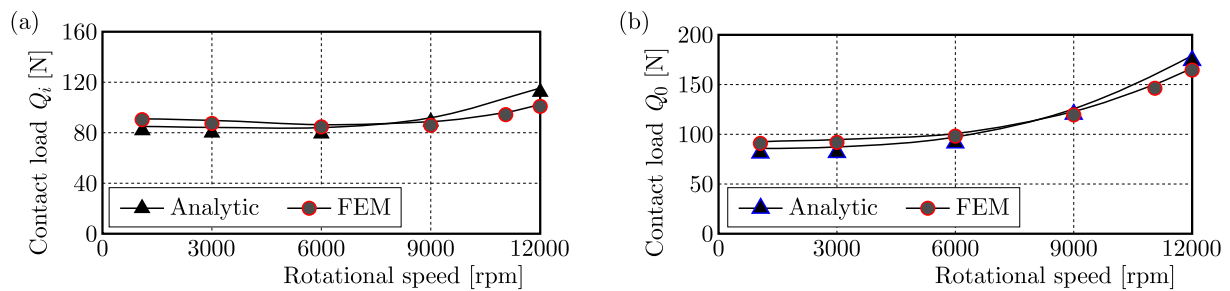 (a)
Contact load Q_i [N]
160
120
80
40
0
Analytic
FEM
0 3000 6000 9000 12000
Rotational speed [rpm]
(b)
Contact load Q_0 [N]
200
150
100
50
0
Analytic
FEM
0 3000 6000 9000 12000
Rotational speed [rpm]